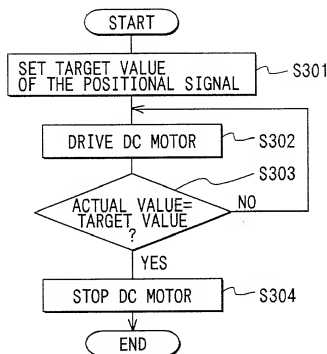 START
SET TARGET VALUE
OF THE POSITIONAL SIGNAL
S301
DRIVE DC MOTOR
S302
S303
ACTUAL VALUE=
TARGET VALUE
?
NO
YES
STOP DC MOTOR
S304
END